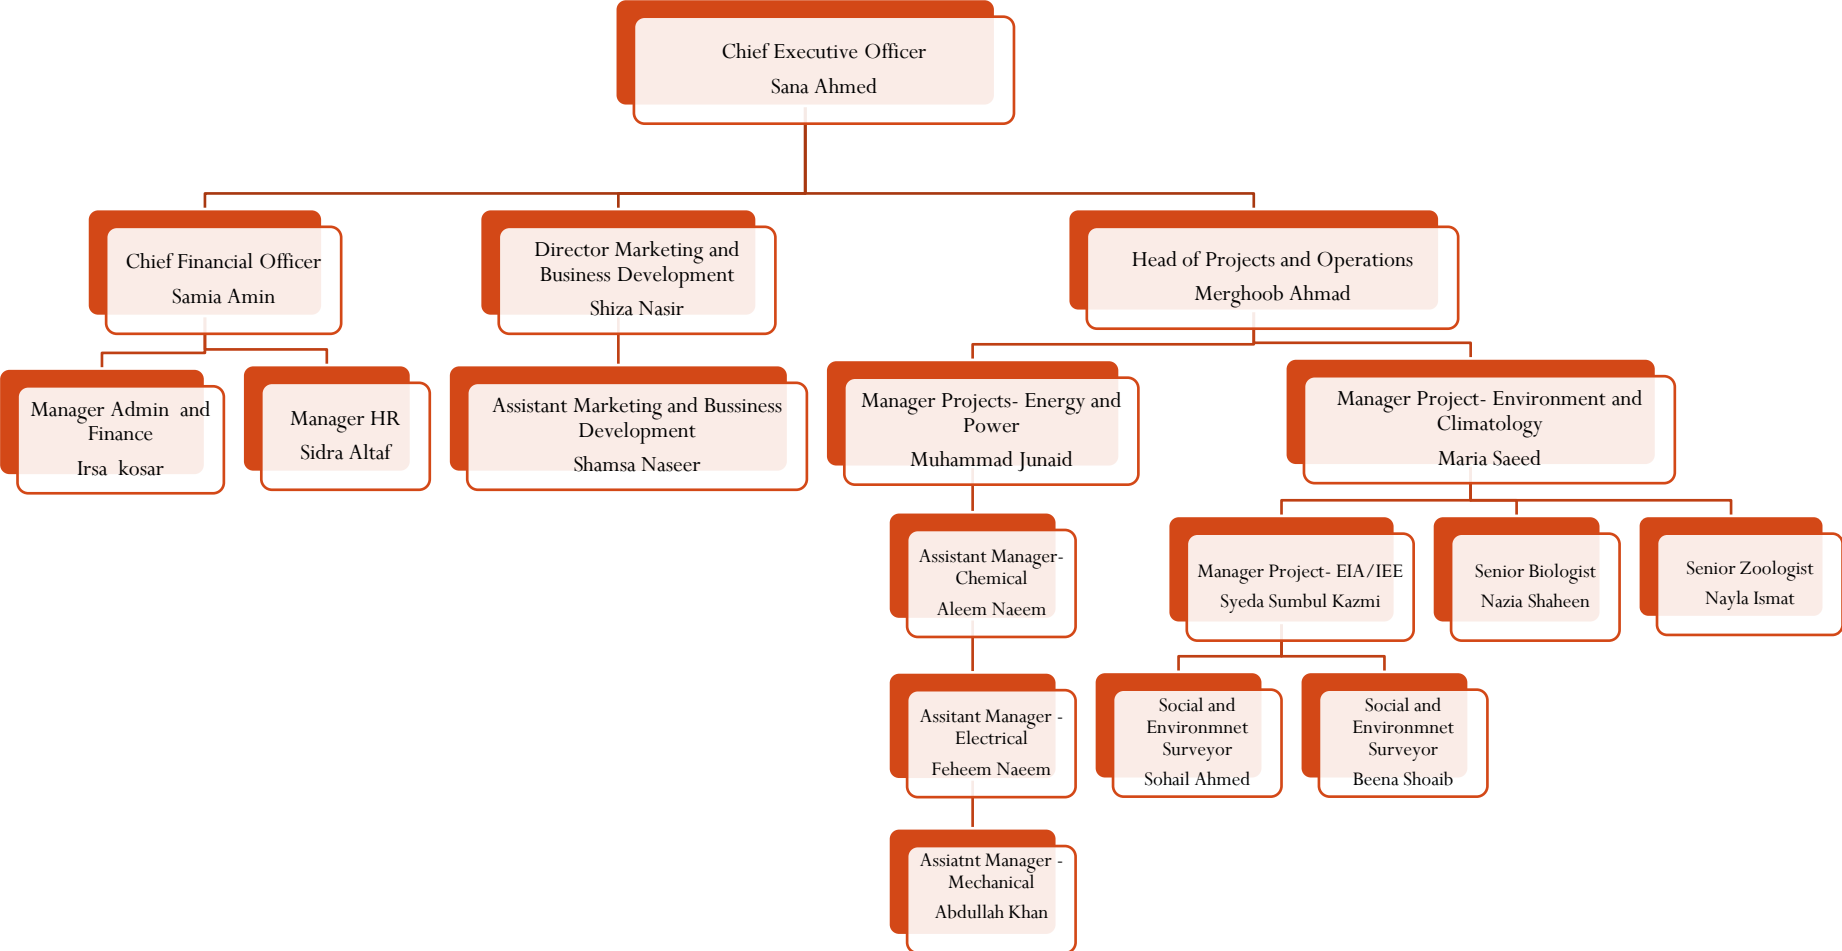 Chief Executive Officer
Sana Ahmed
Chief Financial Officer
Samia Amin
Director Marketing and
Business Development
Shiza Nasir
Head of Projects and Operations
Merghoob Ahmad
Manager Admin  and
Finance
Irsa  kosar
Manager HR
Sidra Altaf
Assistant Marketing and Bussiness
Development
Shamsa Naseer
Manager Projects- Energy and
Power
Muhammad Junaid
Manager Project- Environment and
Climatology
Maria Saeed
Assistant Manager-
Chemical
Aleem Naeem
Manager Project- EIA/IEE
Syeda Sumbul Kazmi
Senior Biologist
Nazia Shaheen
Senior Zoologist
Nayla Ismat
Assitant Manager -
Electrical
Feheem Naeem
Social and
Environmnet
Surveyor
Sohail Ahmed
Social and
Environmnet
Surveyor
Beena Shoaib
Assiatnt Manager -
Mechanical
Abdullah Khan